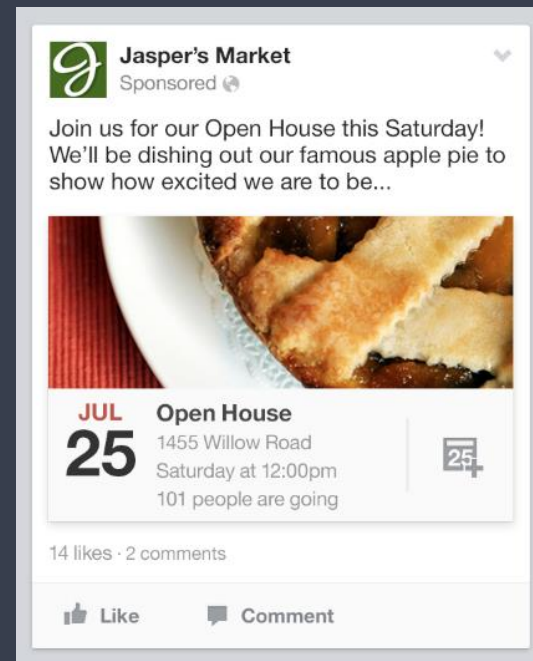 Jasper's Market
Sponsored
Join us for our Open House this Saturday!
We'll be dishing out our famous apple pie to
show how excited we are to be...
JUL
25
Open House
1455 Willow Road
Saturday at 12:00pm
101 people are going
25
14 likes · 2 comments
Like
Comment